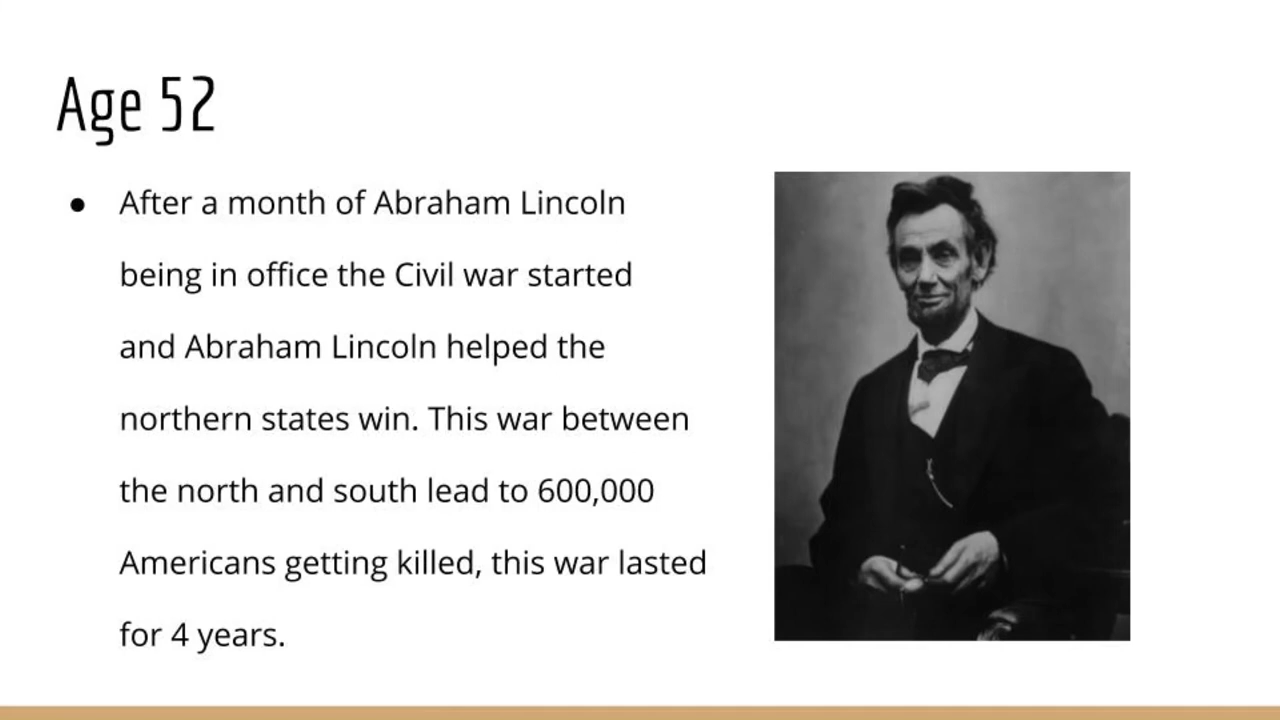 Age 52
● After a month of Abraham Lincoln
being in office the Civil war started
and Abraham Lincoln helped the
northern states win. This war between
the north and south lead to 600,000
Americans getting killed, this war lasted
for 4 years.